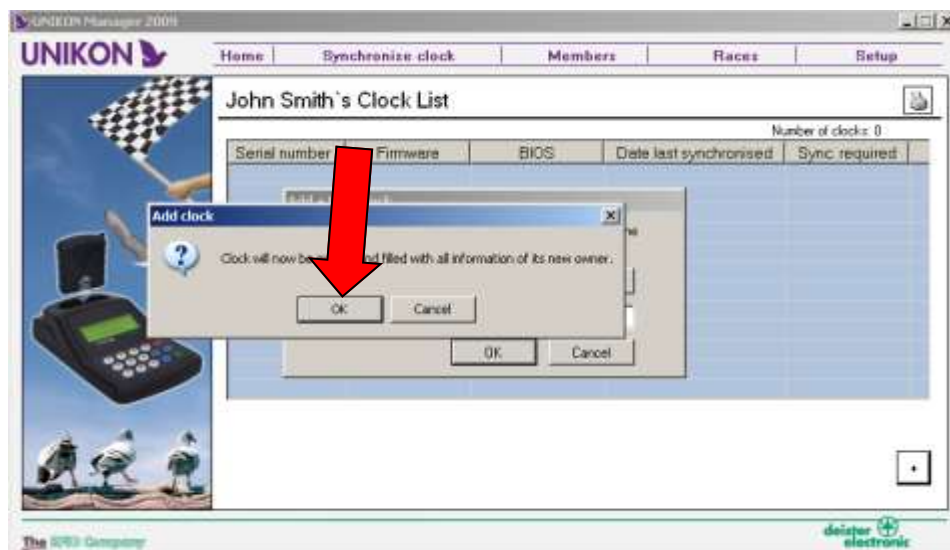 UNIKON Manager 2009
UNIKON
Home Synchronize clock Members Races Setup
John Smith`s Clock List
Number of clocks: 0
Serial number Firmware BIOS Date last synchronised Sync required
Add clock
Clock will now be filled with all information of its new owner.
OK Cancel
OK Cancel
+
The Company
deister
electronic